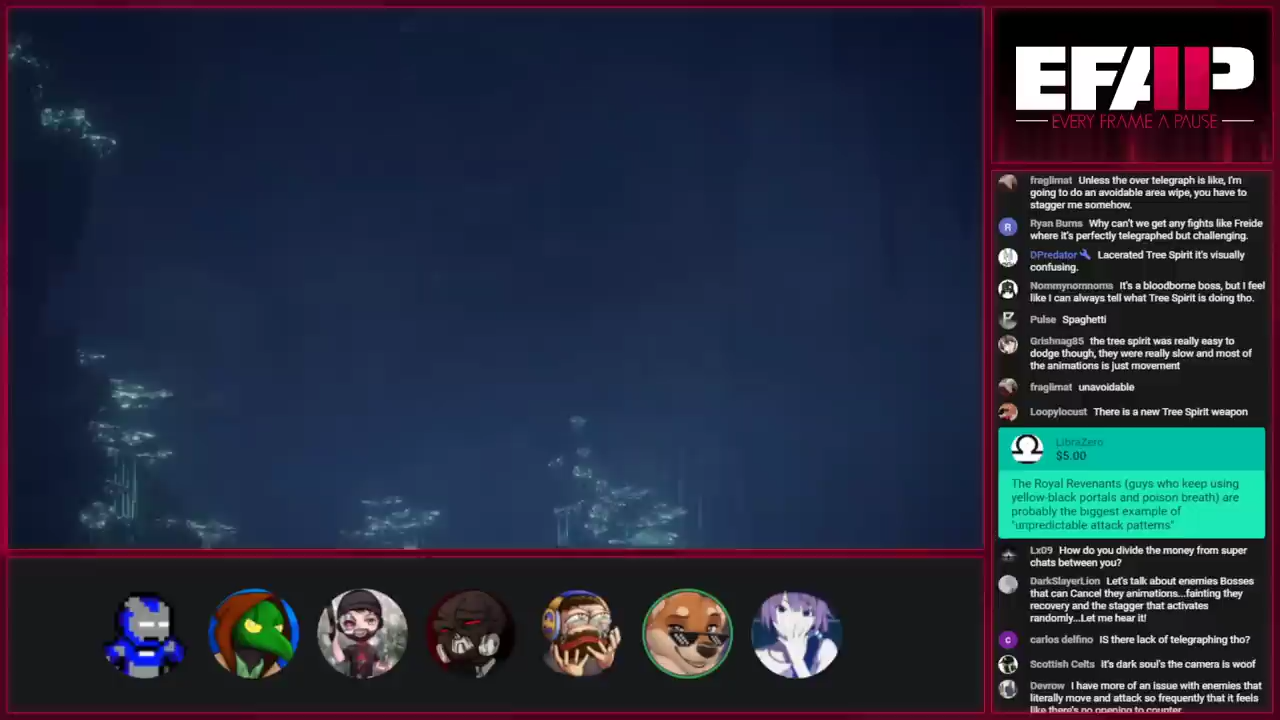 EFAP
EVERY FRAME A PAUSE
fraglimat Unless the over telegraph is like, I'm
going to do an avoidable area wipe, you have to
stagger me somehow.
R Ryan Burns Why can't we get any fights like Freide
where it's perfectly telegraphed but challenging.
DPredator Lacerated Tree Spirit it's visually
confusing.
Nommynomnoms It's a bloodborne boss, but I feel
like I can always tell what Tree Spirit is doing tho.
Pulse Spaghetti
Grishnag85 the tree spirit was really easy to
dodge though, they were really slow and most of
the animations is just movement
fraglimat unavoidable
Loopylocust There is a new Tree Spirit weapon
LibraZero
$5.00
The Royal Revenants (guys who keep using
yellow-black portals and poison breath) are
probably the biggest example of
"unpredictable attack patterns"
Lx09 How do you divide the money from super
chats between you?
DarkSlayerLion Let's talk about enemies Bosses
that can Cancel they animations...fainting they
recovery and the stagger that activates
randomly...Let me hear it!
c carlos delfino IS there lack of telegraphing tho?
Scottish Celts it's dark soul's the camera is woof
Devrow I have more of an issue with enemies that
literally move and attack so frequently that it feels
like there's no opening to counter